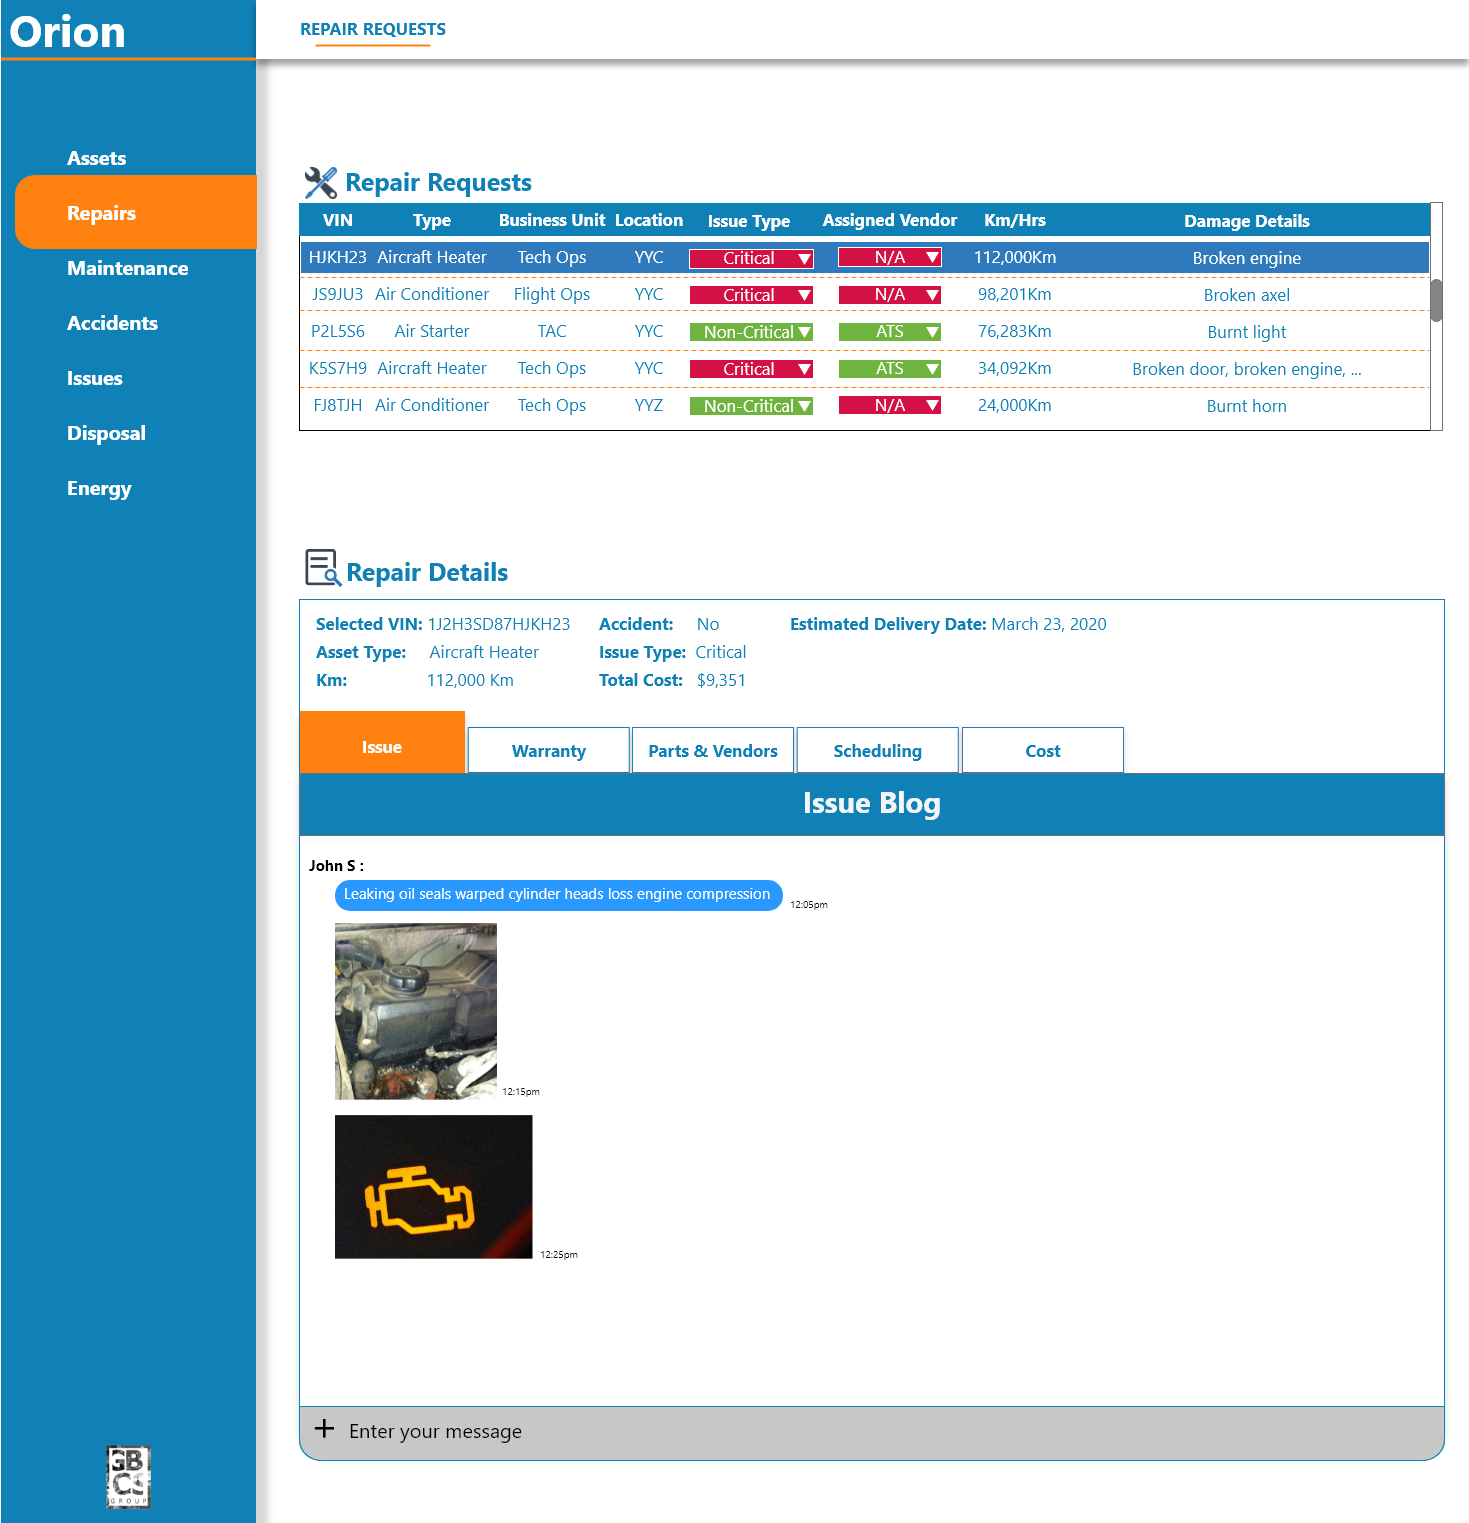 Orion
REPAIR REQUESTS
Assets
Repairs
Maintenance
Accidents
Issues
Disposal
Energy
Repair Requests
VIN Type Business Unit Location Issue Type Assigned Vendor Km/Hrs Damage Details
HJKH23 Aircraft Heater Tech Ops YYC Critical N/A 112,000Km Broken engine
JS9JU3 Air Conditioner Flight Ops YYC Critical N/A 98,201Km Broken axel
P2L5S6 Air Starter TAC YYC Non-Critical ATS 76,283Km Burnt light
K5S7H9 Aircraft Heater Tech Ops YYC Critical ATS 34,092Km Broken door, broken engine, ...
FJ8TJH Air Conditioner Tech Ops YYZ Non-Critical N/A 24,000Km Burnt horn
Repair Details
Selected VIN: 1J2H3SD87HJKH23 Accident: No Estimated Delivery Date: March 23, 2020
Asset Type: Aircraft Heater Issue Type: Critical
Km: 112,000 Km Total Cost: $9,351
Issue Warranty Parts & Vendors Scheduling Cost
Issue Blog
John S :
Leaking oil seals warped cylinder heads loss engine compression 12:05pm
12:15pm
12:25pm
+ Enter your message
GB
CS
GROUP